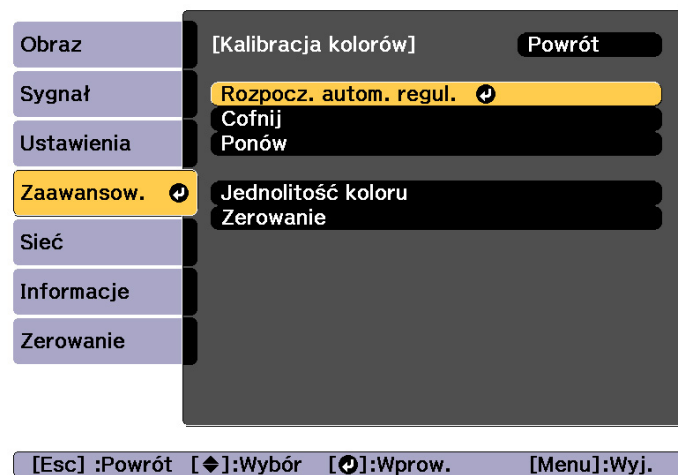 Obraz
Sygnał
Ustawienia
Zaawansow.
Sieć
Informacje
Zerowanie
[Kalibracja kolorów] Powrót
Rozpocz. autom. regul.
Cofnij
Ponów
Jednolitość koloru
Zerowanie
[Esc] :Powrót [◆]:Wybór [↵]:Wprow. [Menu]:Wyj.